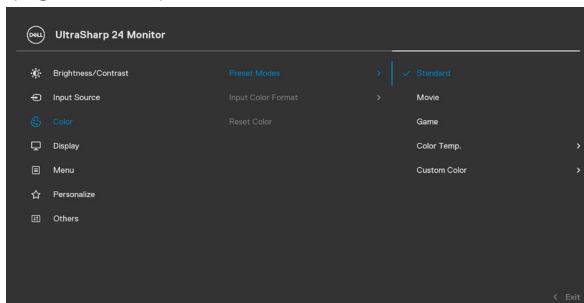 DELL UltraSharp 24 Monitor
Brightness/Contrast Preset Modes Standard
Input Source Input Color Format Movie
Color Reset Color Game
Display Color Temp.
Menu Custom Color
Personalize
Others
Exit